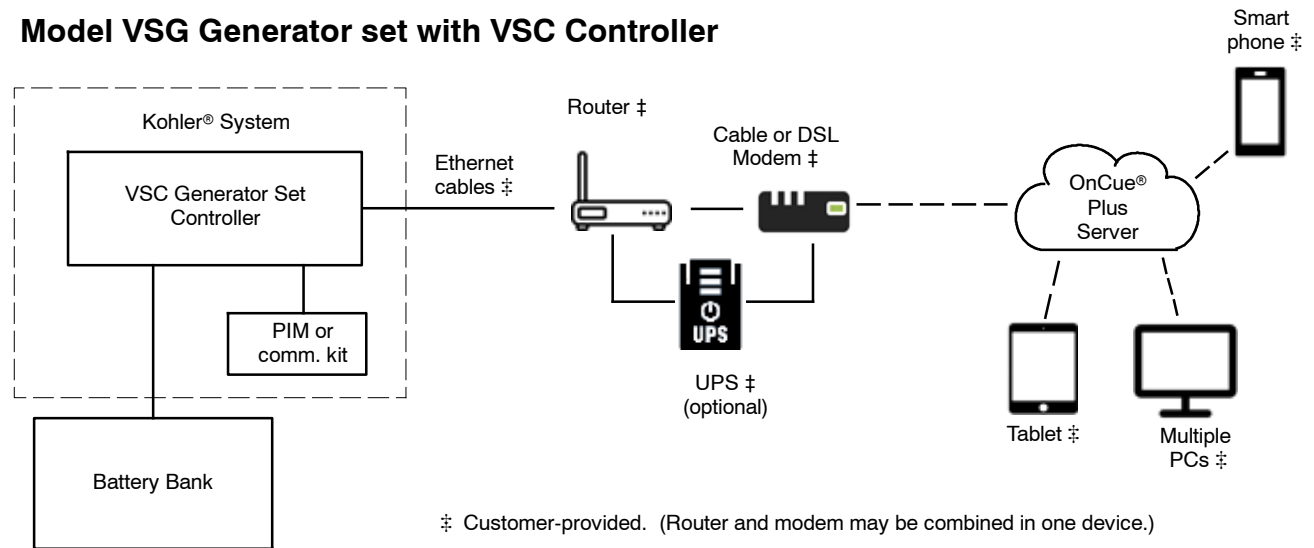 Model VSG Generator set with VSC Controller
Smart
phone ‡
Kohler® System
Router ‡
Cable or DSL
Modem ‡
Ethernet
cables ‡
VSC Generator Set
Controller
OnCue®
Plus
Server
PIM or
comm. kit
UPS
UPS ‡
(optional)
Tablet ‡
Multiple
PCs ‡
Battery Bank
‡ Customer-provided. (Router and modem may be combined in one device.)